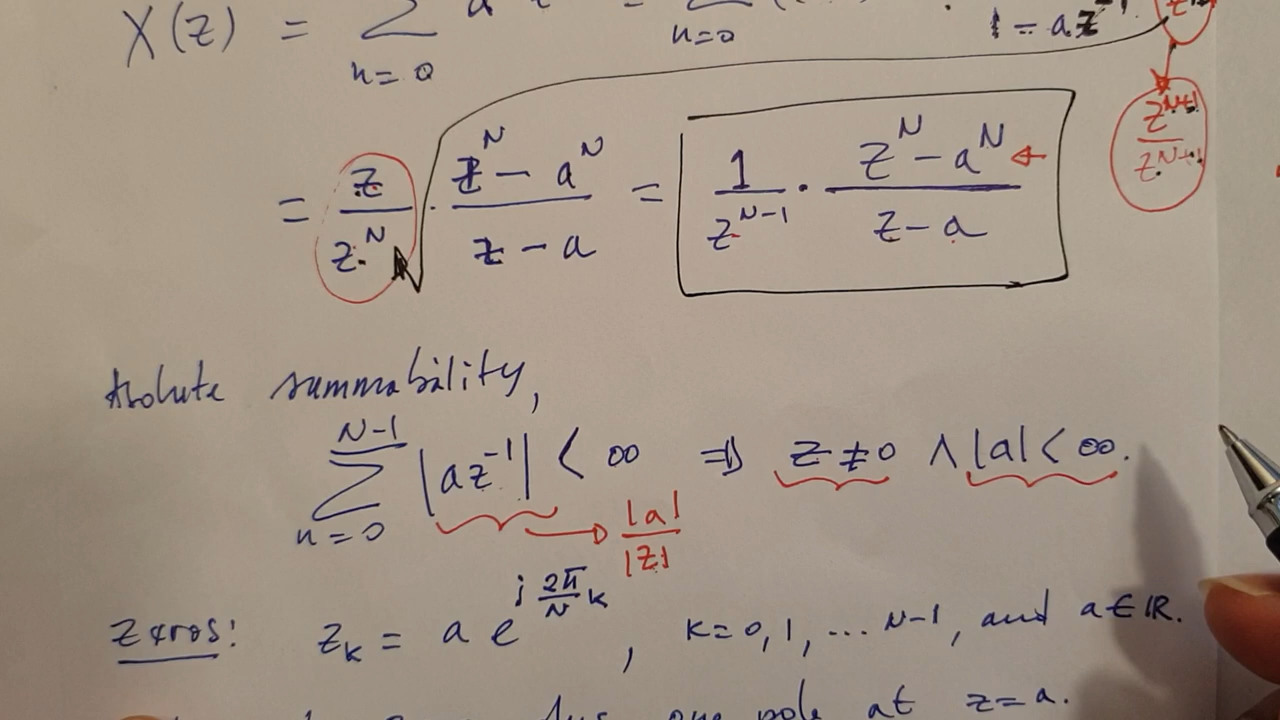 X(z) = ∑ n=0 a = ∑ n=0 t = az⁻¹
= z/z^N · (z^N − a^N)/(z − a) = 1/z^(N−1) · (z^N − a^N)/(z − a) z^(N+1)/z^(N+1)
Absolute summability,
∑ n=0 N−1 |az⁻¹| < ∞ ⇒ z ≠ 0 ∧ |a| < ∞.
→ |a|/|z|
Zeros: z_k = a e^(j 2π/N k), k=0,1,... N−1, and a∈ℝ.
one pole at z=a.